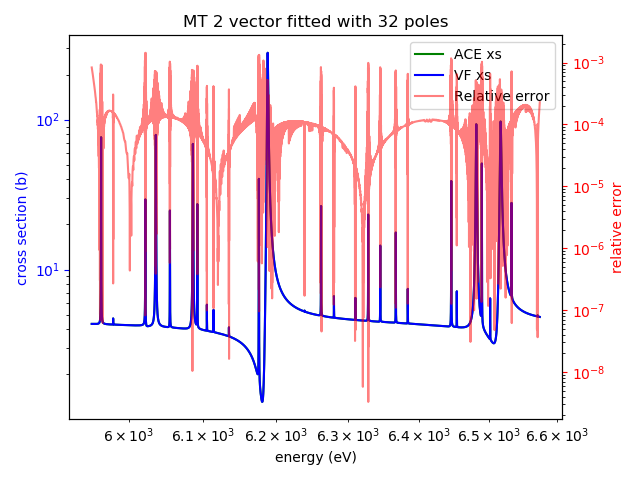 MT 2 vector fitted with 32 poles
ACE xs
VF xs
Relative error
cross section (b)
10²
10¹
relative error
10⁻³
10⁻⁴
10⁻⁵
10⁻⁶
10⁻⁷
10⁻⁸
6 × 10³ 6.1 × 10³ 6.2 × 10³ 6.3 × 10³ 6.4 × 10³ 6.5 × 10³ 6.6 × 10³
energy (eV)